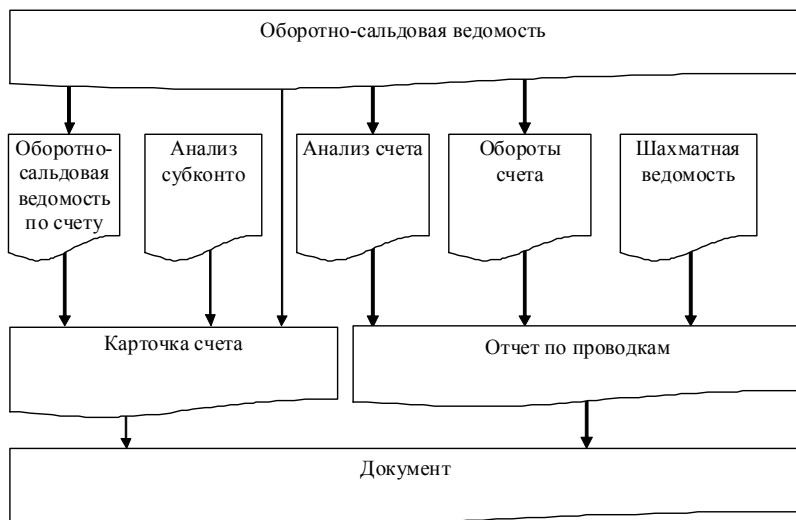 Оборотно-сальдовая ведомость
Оборотно-
сальдовая
ведомость
по счету
Анализ
субконто
Анализ счета
Обороты
счета
Шахматная
ведомость
Карточка счета
Отчет по проводкам
Документ